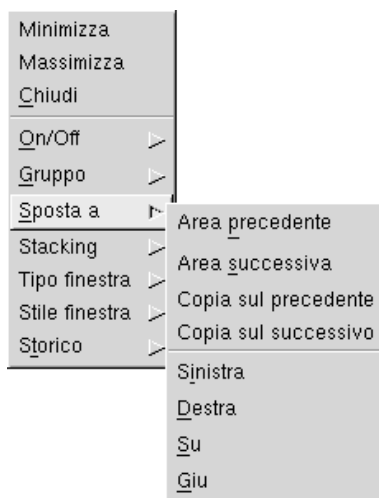 Minimizza
Massimizza
Chiudi
On/Off
Gruppo
Sposta a
Stacking
Tipo finestra
Stile finestra
Storico
Area precedente
Area successiva
Copia sul precedente
Copia sul successivo
Sinistra
Destra
Su
Giu